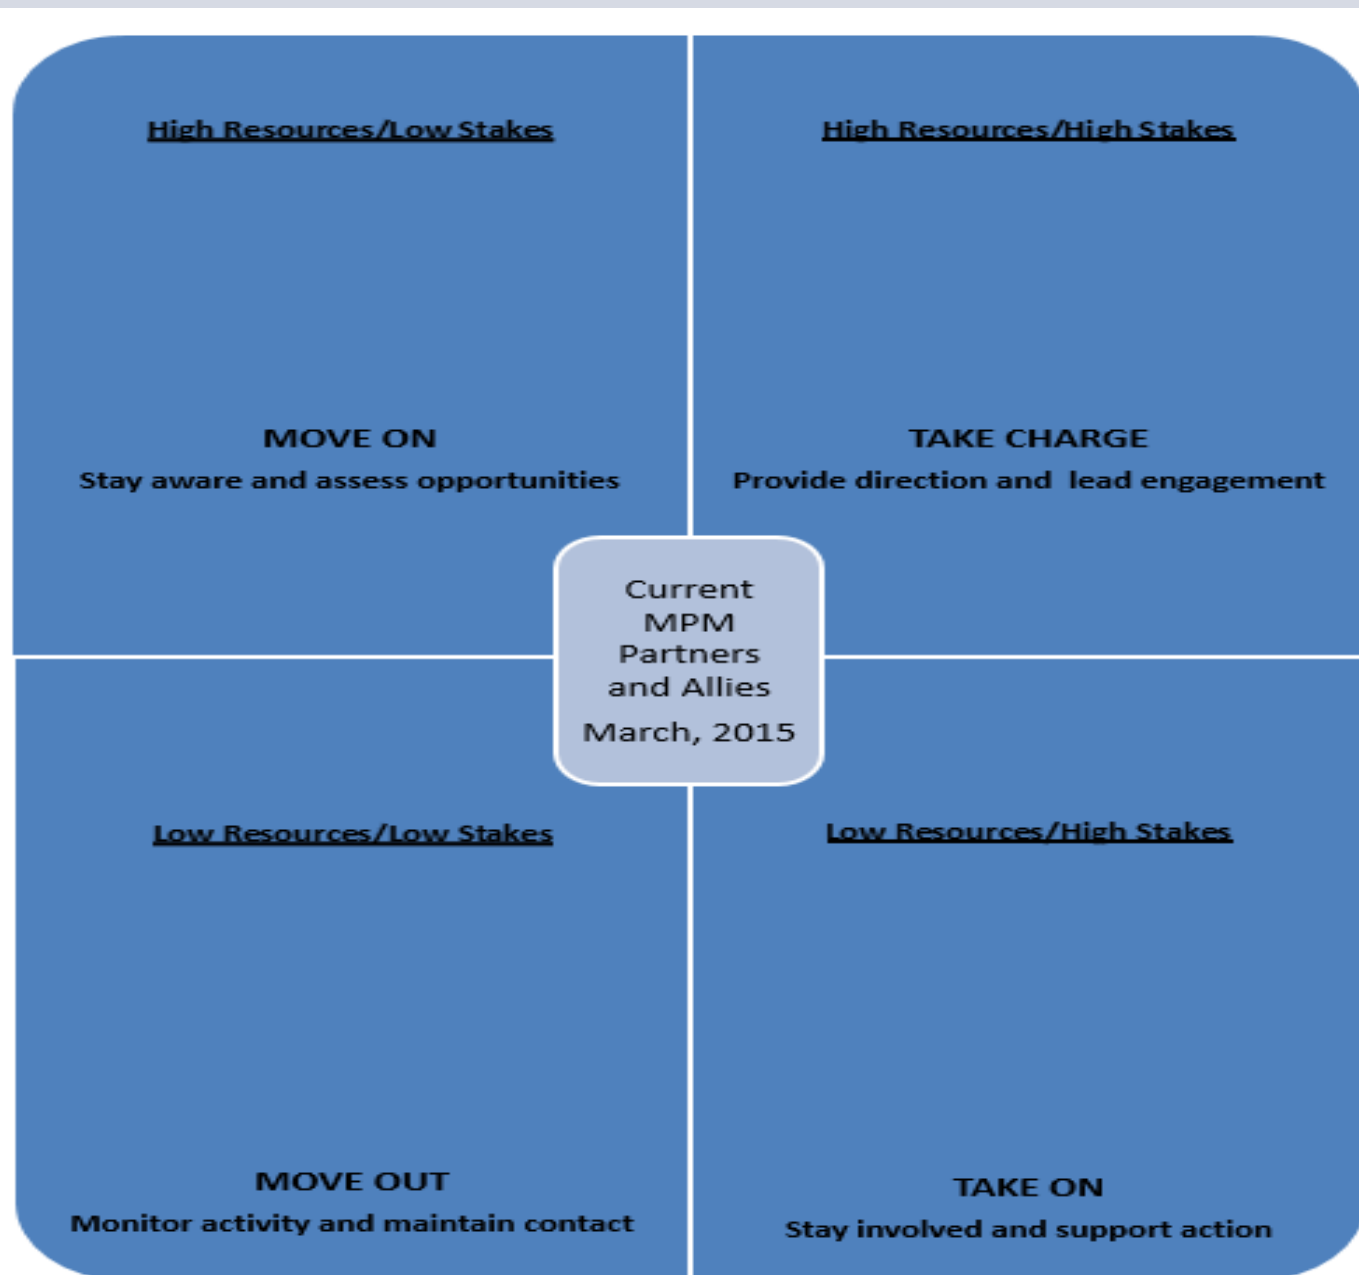 High Resources/Low Stakes
MOVE ON
Stay aware and assess opportunities
High Resources/High Stakes
TAKE CHARGE
Provide direction and  lead engagement
Current
MPM
Partners
and Allies
March, 2015
Low Resources/Low Stakes
MOVE OUT
Monitor activity and maintain contact
Low Resources/High Stakes
TAKE ON
Stay involved and support action